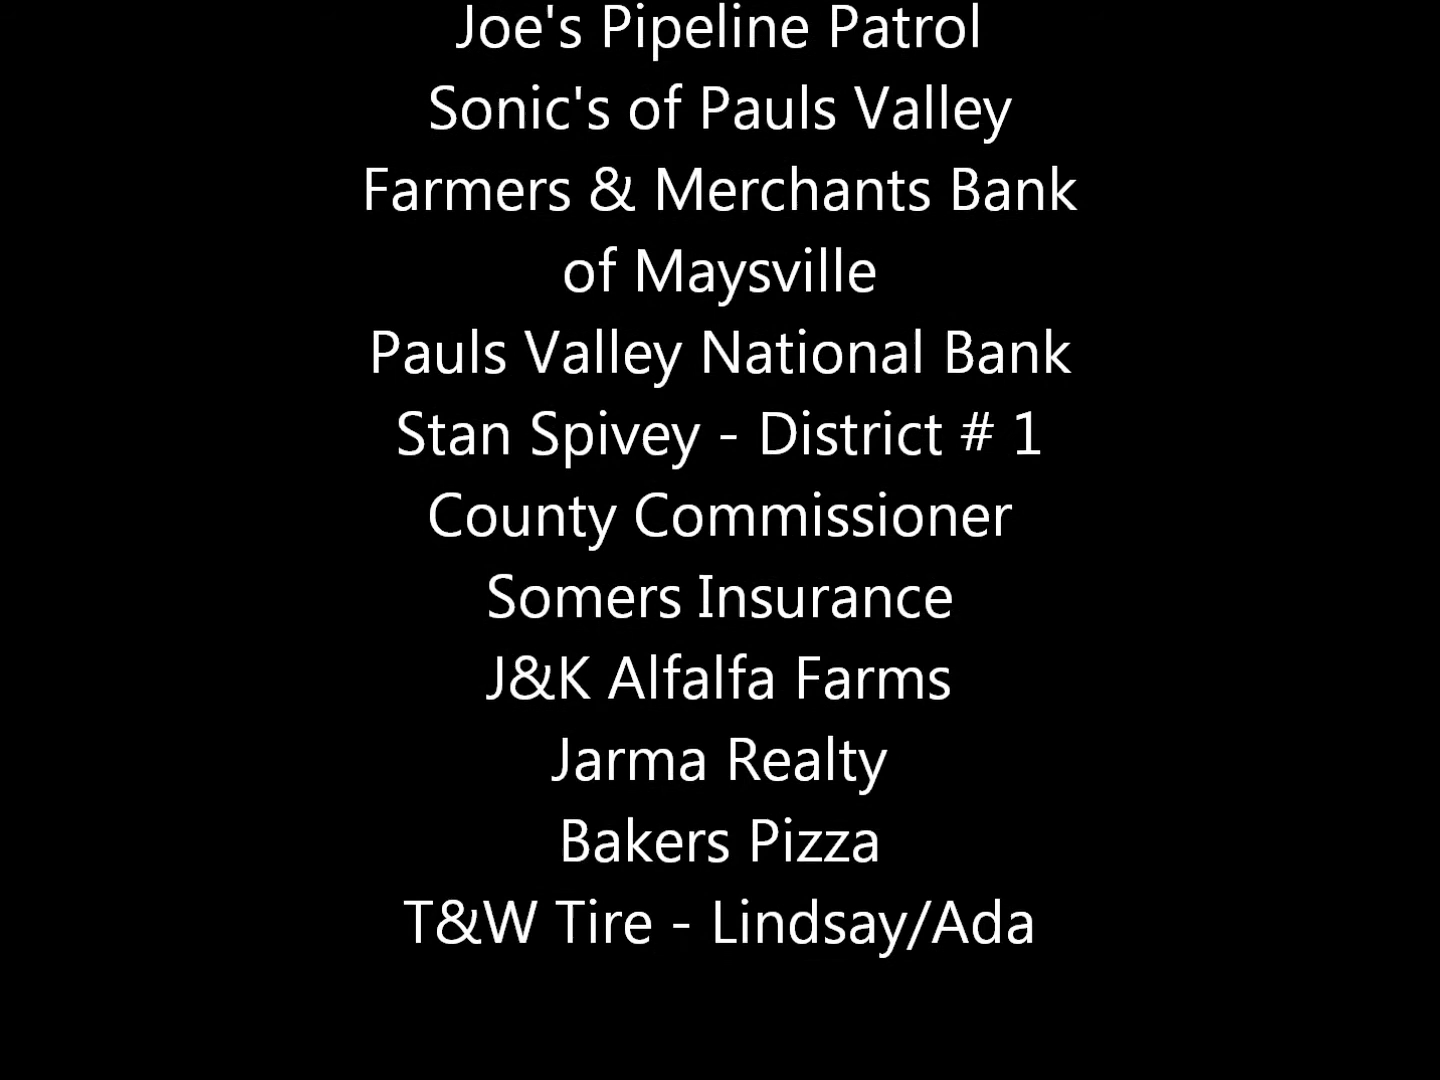 Joe's Pipeline Patrol
Sonic's of Pauls Valley
Farmers & Merchants Bank
of Maysville
Pauls Valley National Bank
Stan Spivey - District # 1
County Commissioner
Somers Insurance
J&K Alfalfa Farms
Jarma Realty
Bakers Pizza
T&W Tire - Lindsay/Ada